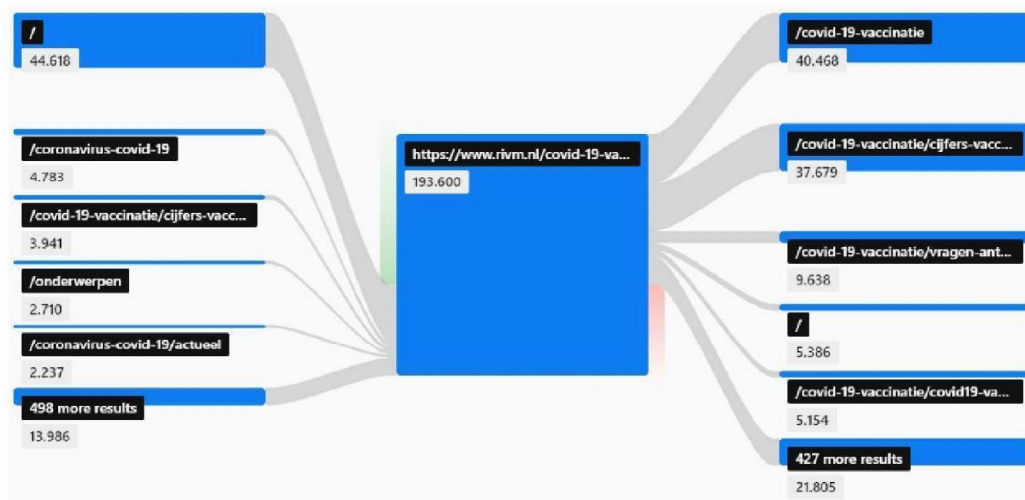 /
44.618
/coronavirus-covid-19
4.783
/covid-19-vaccinatie/cijfers-vacc...
3.941
/onderwerpen
2.710
/coronavirus-covid-19/actueel
2.237
498 more results
13.986
https://www.rivm.nl/covid-19-va...
193.600
/covid-19-vaccinatie
40.468
/covid-19-vaccinatie/cijfers-vacc...
37.679
/covid-19-vaccinatie/vragen-ant...
9.638
/
5.386
/covid-19-vaccinatie/covid19-va...
5.154
427 more results
21.805